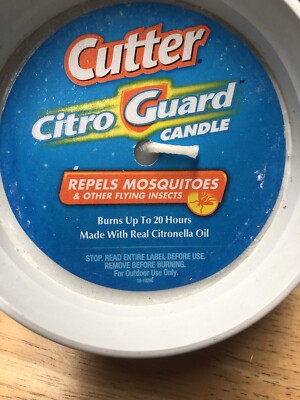 Cutter
Citro Guard
CANDLE
REPELS MOSQUITOES
& OTHER FLYING INSECTS
Burns Up To 20 Hours
Made With Real Citronella Oil
STOP. READ ENTIRE LABEL BEFORE USE.
REMOVE BEFORE BURNING.
For Outdoor Use Only.